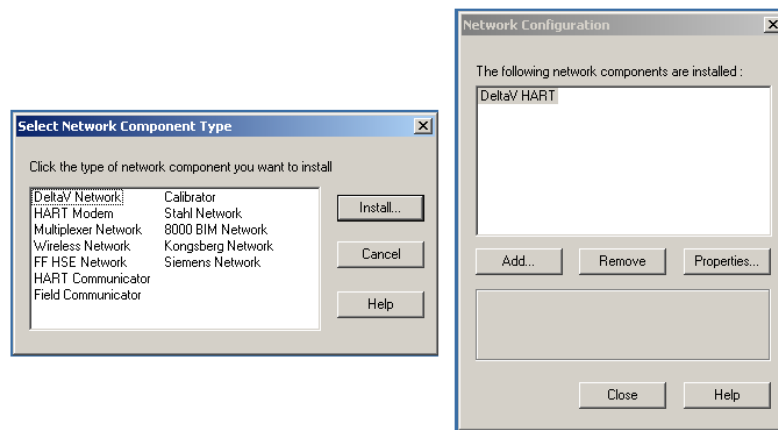 Select Network Component Type
Click the type of network component you want to install
DeltaV Network
HART Modem
Multiplexer Network
Wireless Network
FF HSE Network
HART Communicator
Field Communicator
Calibrator
Stahl Network
8000 BIM Network
Kongsberg Network
Siemens Network
Install...
Cancel
Help
Network Configuration
The following network components are installed :
DeltaV HART
Add...
Remove
Properties...
Close
Help